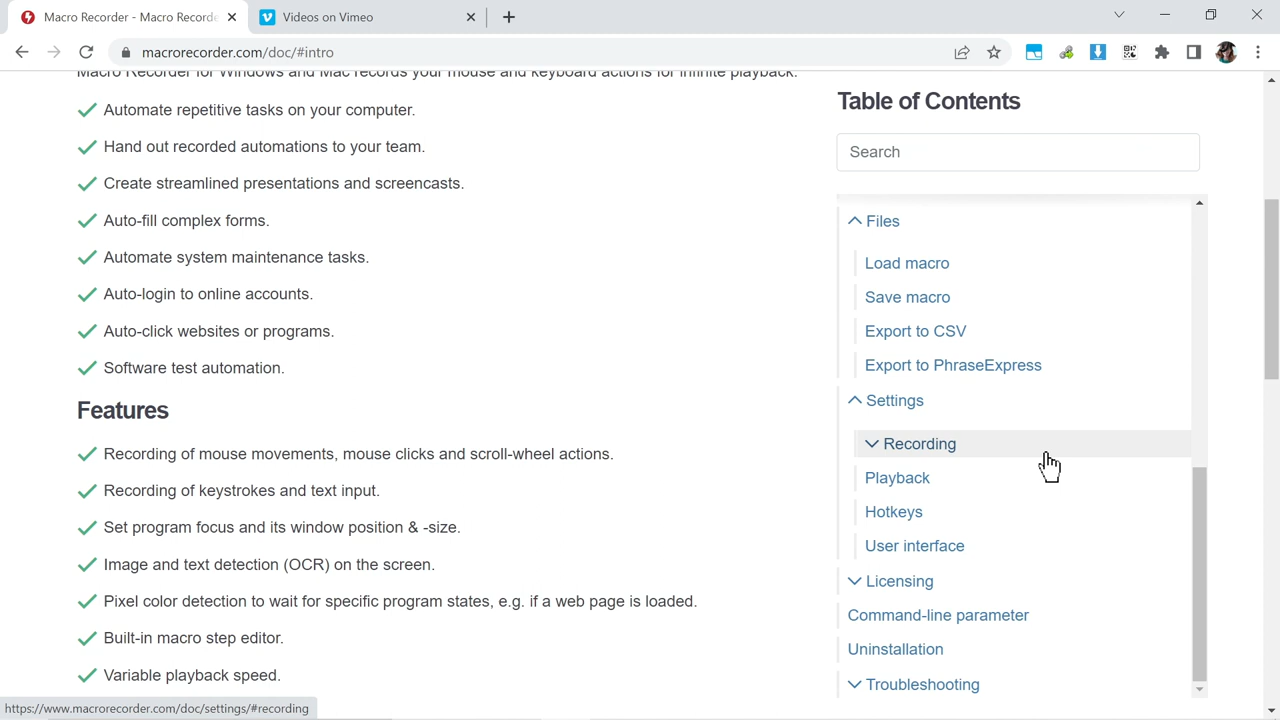 Macro Recorder - Macro Recorde
Videos on Vimeo
macrorecorder.com/doc/#intro
Macro Recorder for Windows and Mac records your mouse and keyboard actions for infinite playback.
Automate repetitive tasks on your computer.
Hand out recorded automations to your team.
Create streamlined presentations and screencasts.
Auto-fill complex forms.
Automate system maintenance tasks.
Auto-login to online accounts.
Auto-click websites or programs.
Software test automation.
Features
Recording of mouse movements, mouse clicks and scroll-wheel actions.
Recording of keystrokes and text input.
Set program focus and its window position & -size.
Image and text detection (OCR) on the screen.
Pixel color detection to wait for specific program states, e.g. if a web page is loaded.
Built-in macro step editor.
Variable playback speed.
Table of Contents
Search
Files
Load macro
Save macro
Export to CSV
Export to PhraseExpress
Settings
Recording
Playback
Hotkeys
User interface
Licensing
Command-line parameter
Uninstallation
Troubleshooting
https://www.macrorecorder.com/doc/settings/#recording